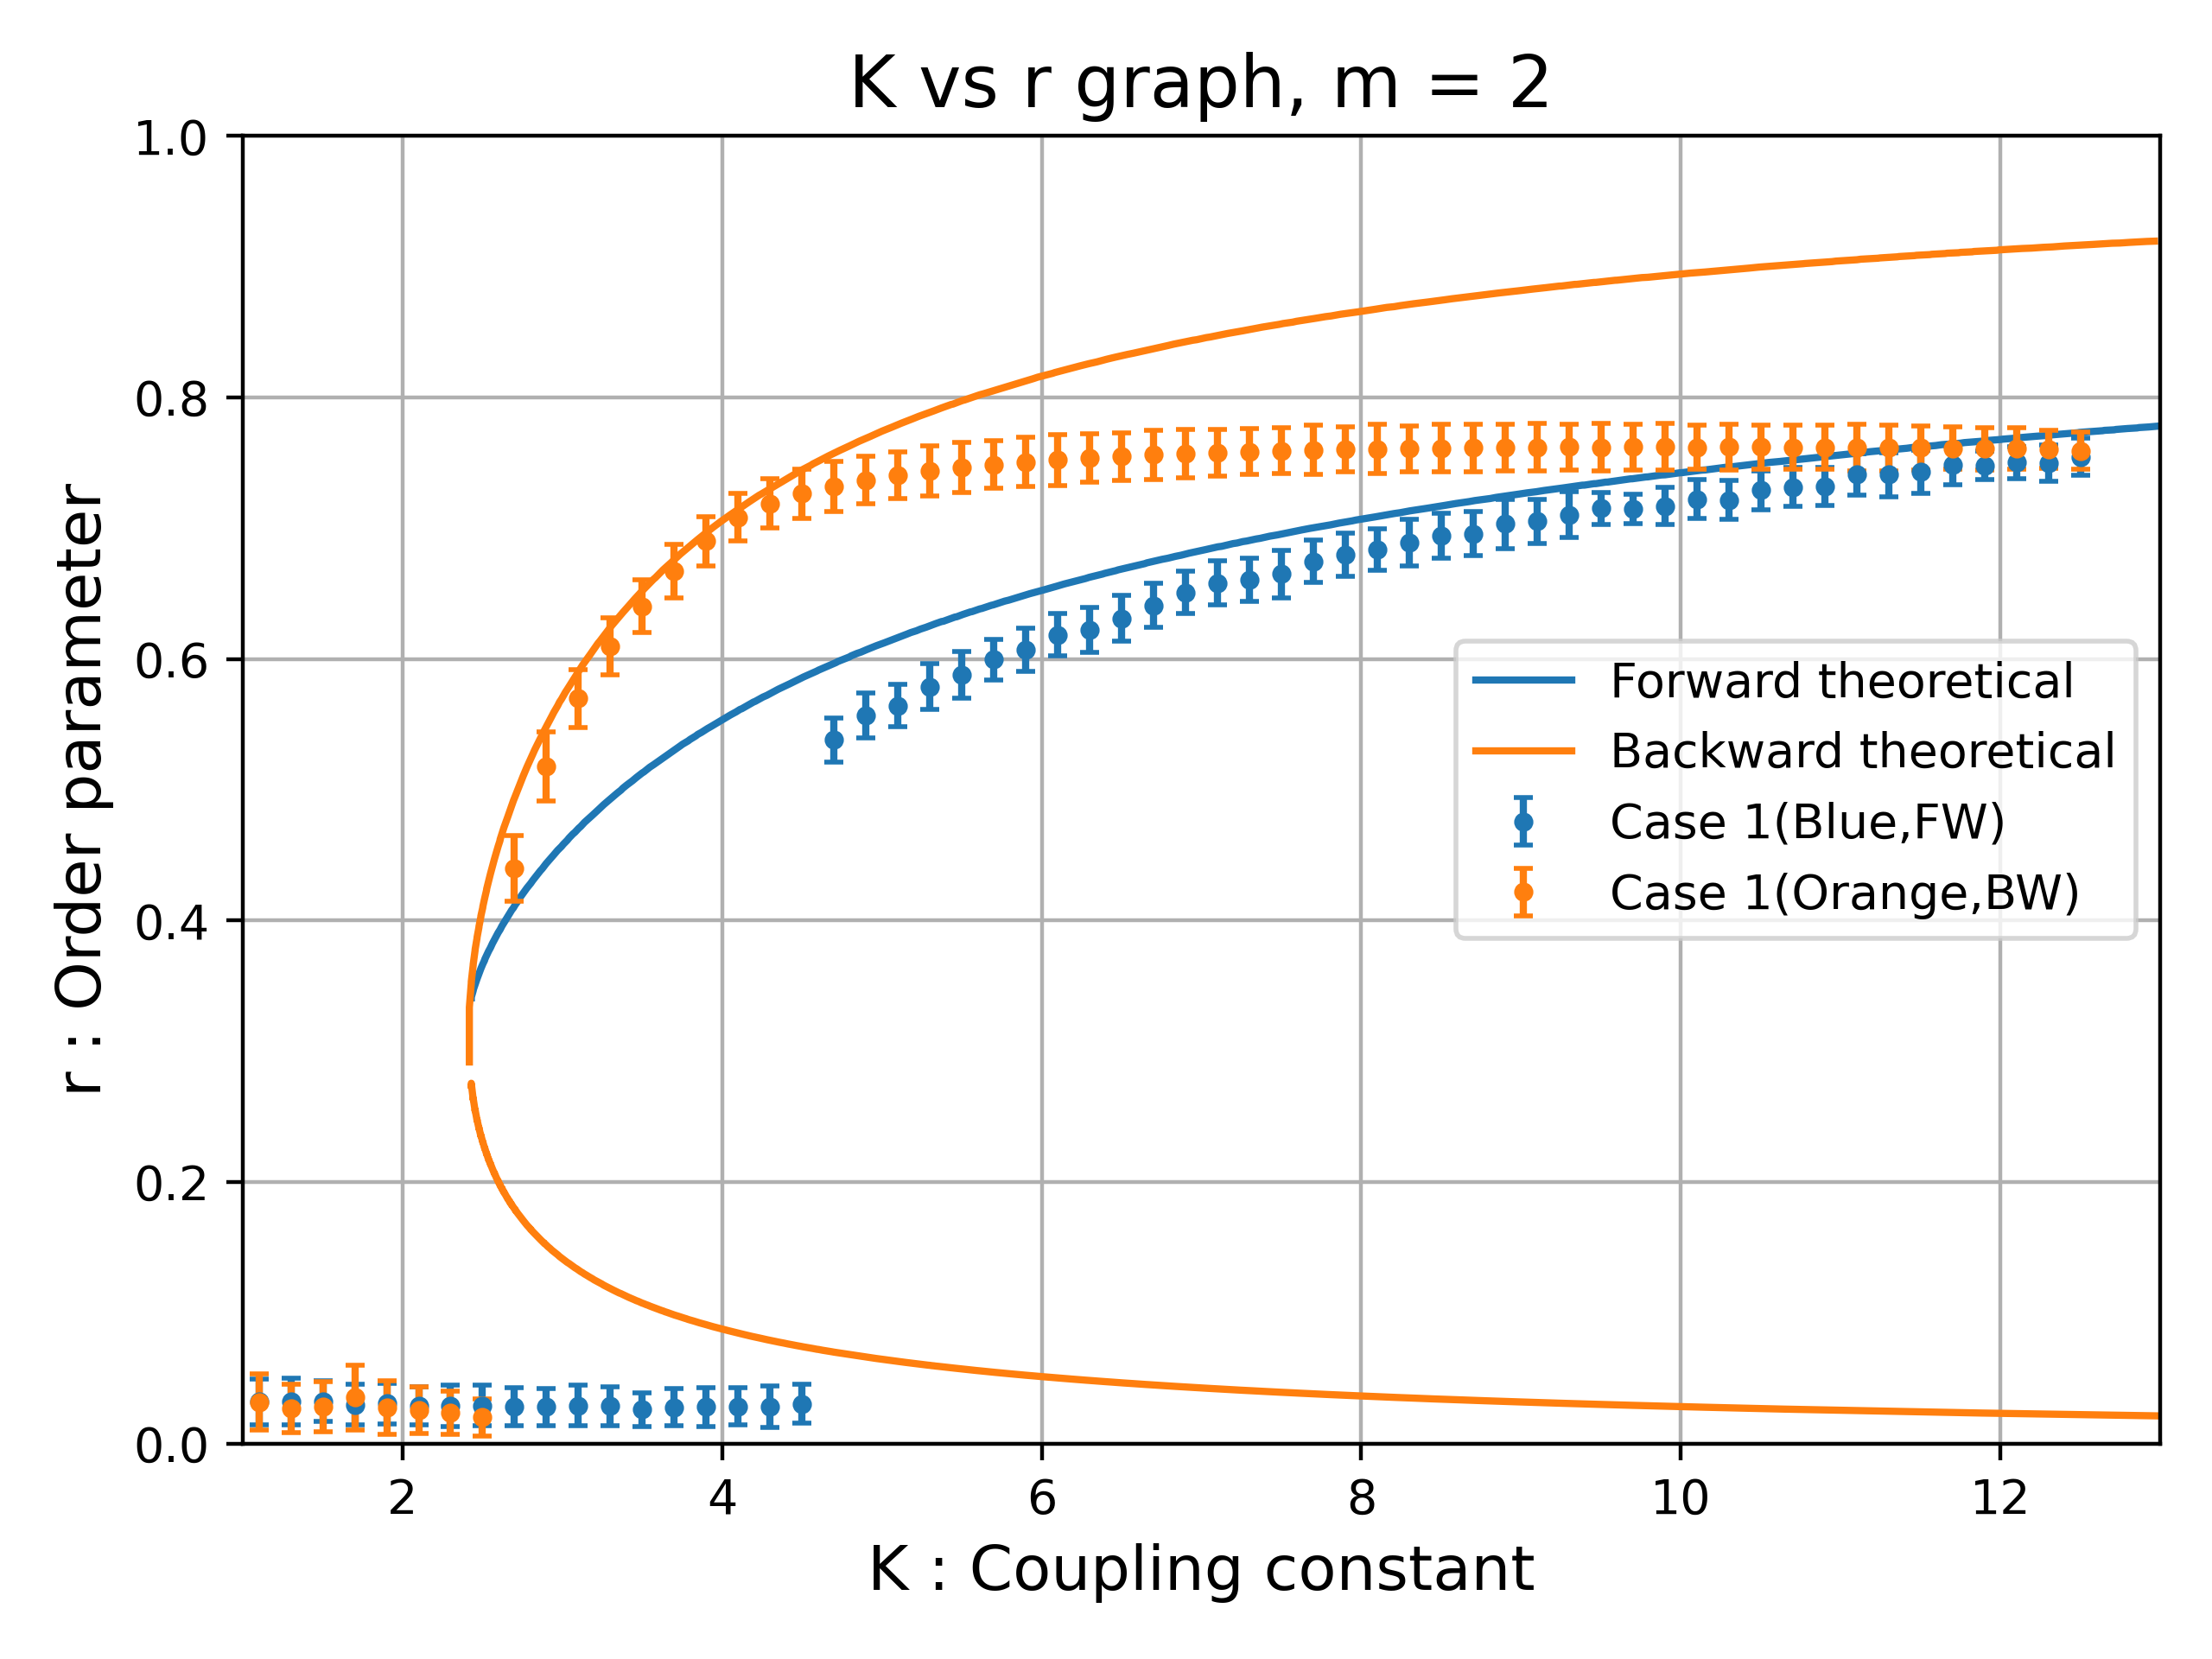 K vs r graph, m = 2
1.0
0.8
0.6
0.4
0.2
0.0
r : Order parameter
Forward theoretical
Backward theoretical
Case 1(Blue,FW)
Case 1(Orange,BW)
2 4 6 8 10 12
K : Coupling constant